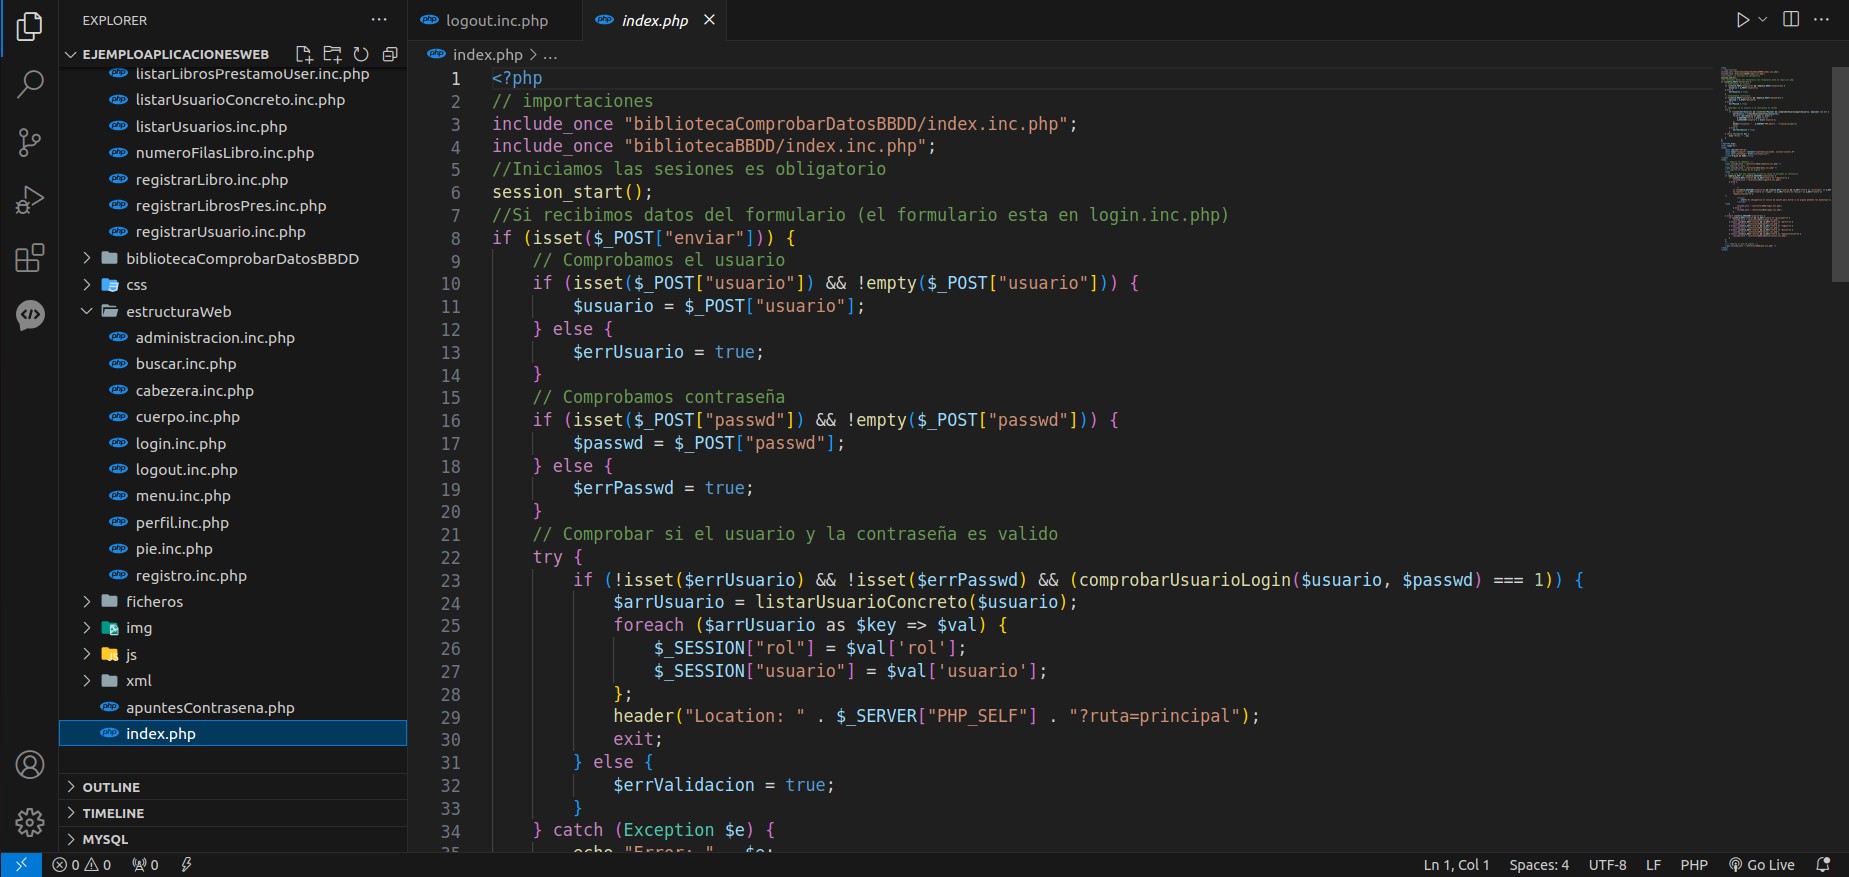 EXPLORER
EJEMPLOAPLICACIONESWEB
listarLibrosPrestamoUser.inc.php
listarUsuarioConcreto.inc.php
listarUsuarios.inc.php
numeroFilasLibro.inc.php
registrarLibro.inc.php
registrarLibrosPres.inc.php
registrarUsuario.inc.php
bibliotecaComprobarDatosBBDD
css
estructuraWeb
administracion.inc.php
buscar.inc.php
cabezera.inc.php
cuerpo.inc.php
login.inc.php
logout.inc.php
menu.inc.php
perfil.inc.php
pie.inc.php
registro.inc.php
ficheros
img
js
xml
apuntesContrasena.php
index.php
OUTLINE
TIMELINE
MYSQL
logout.inc.php index.php
index.php > ...
1 <?php
2 // importaciones
3 include_once "bibliotecaComprobarDatosBBDD/index.inc.php";
4 include_once "bibliotecaBBDD/index.inc.php";
5 //Iniciamos las sesiones es obligatorio
6 session_start();
7 //Si recibimos datos del formulario (el formulario esta en login.inc.php)
8 if (isset($_POST["enviar"])) {
9 // Comprobamos el usuario
10 if (isset($_POST["usuario"]) && !empty($_POST["usuario"])) {
11 $usuario = $_POST["usuario"];
12 } else {
13 $errUsuario = true;
14 }
15 // Comprobamos contraseña
16 if (isset($_POST["passwd"]) && !empty($_POST["passwd"])) {
17 $passwd = $_POST["passwd"];
18 } else {
19 $errPasswd = true;
20 }
21 // Comprobar si el usuario y la contraseña es valido
22 try {
23 if (!isset($errUsuario) && !isset($errPasswd) && (comprobarUsuarioLogin($usuario, $passwd) === 1)) {
24 $arrUsuario = listarUsuarioConcreto($usuario);
25 foreach ($arrUsuario as $key => $val) {
26 $_SESSION["rol"] = $val['rol'];
27 $_SESSION["usuario"] = $val['usuario'];
28 };
29 header("Location: " . $_SERVER["PHP_SELF"] . "?ruta=principal");
30 exit;
31 } else {
32 $errValidacion = true;
33 }
34 } catch (Exception $e) {
35 echo "Error: " . $e;
0 0 0
Ln 1, Col 1 Spaces: 4 UTF-8 LF PHP Go Live